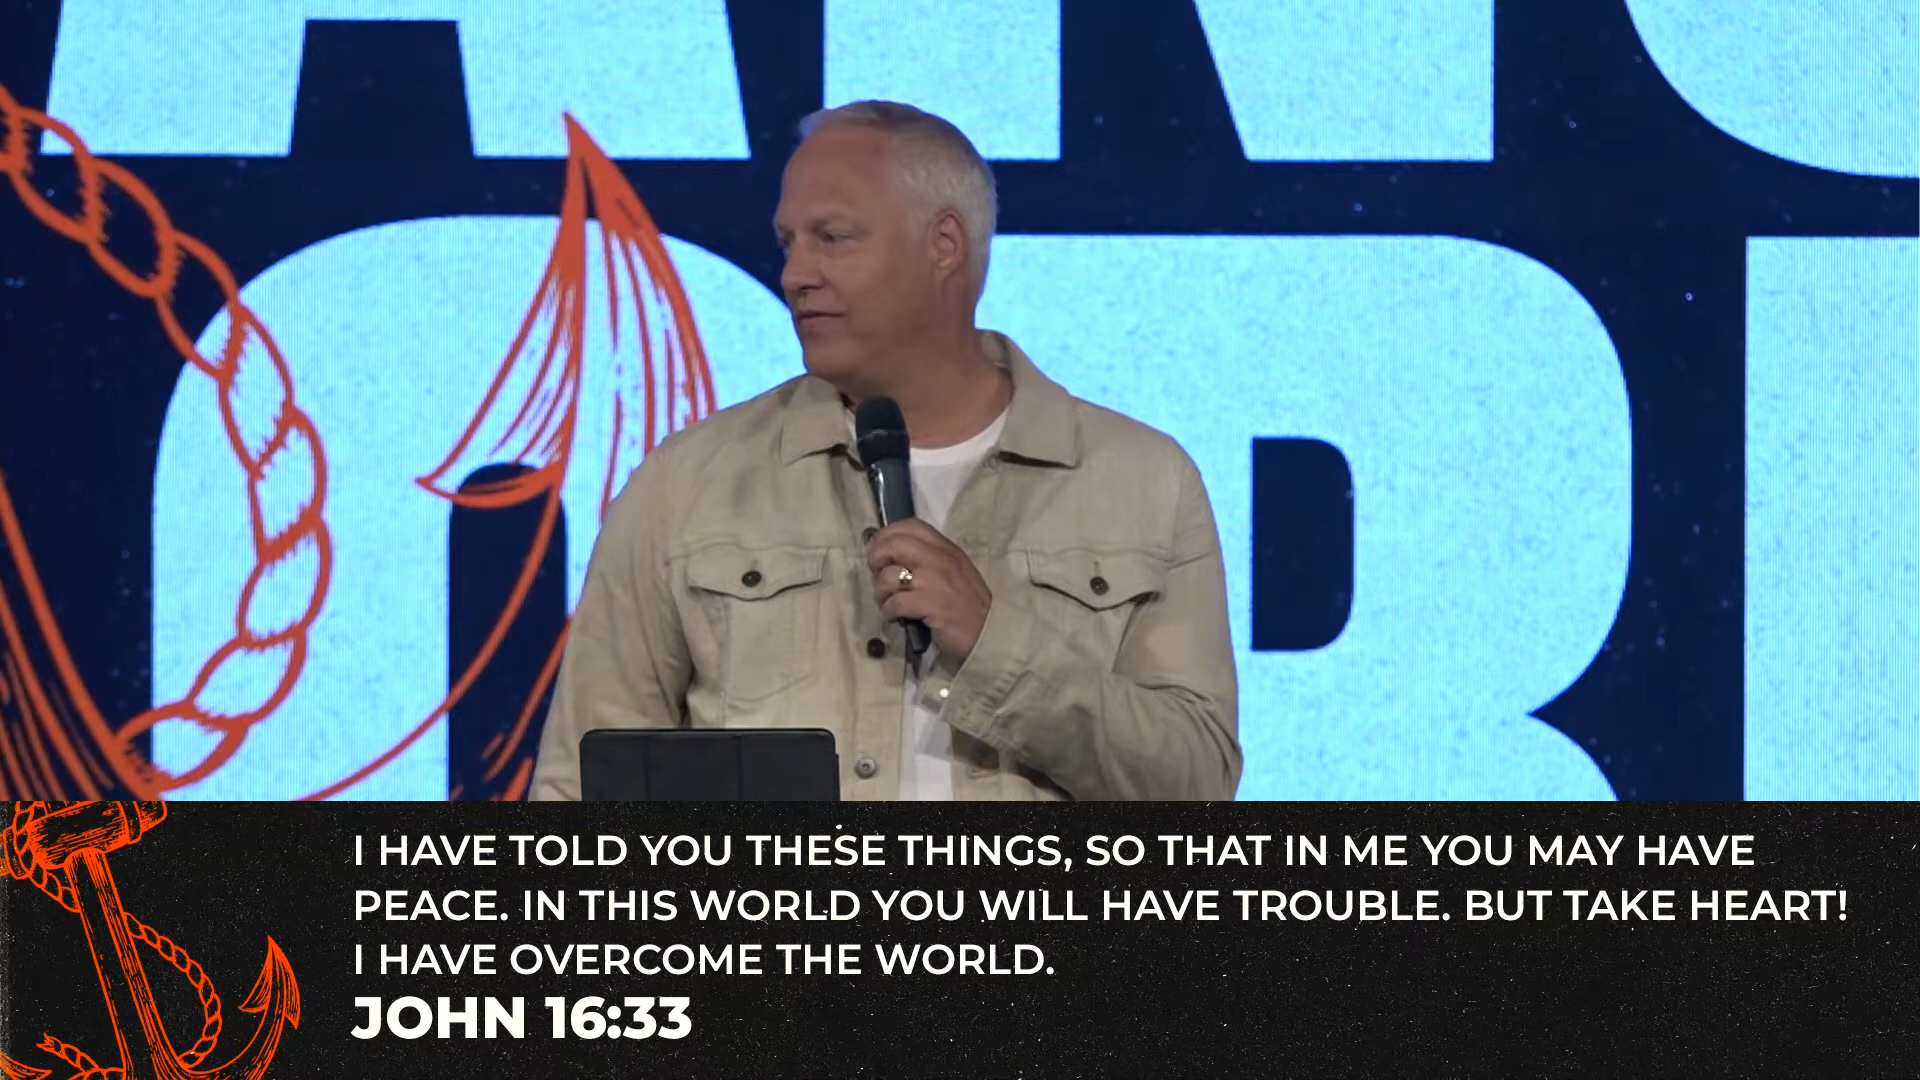 I HAVE TOLD YOU THESE THINGS, SO THAT IN ME YOU MAY HAVE
PEACE. IN THIS WORLD YOU WILL HAVE TROUBLE. BUT TAKE HEART!
I HAVE OVERCOME THE WORLD.
JOHN 16:33